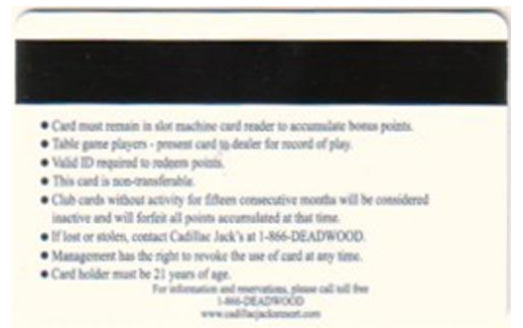 ● Card must remain in slot machine card reader to accumulate bonus points.
● Table game players - present card to dealer for record of play.
● Valid ID required to redeem points.
● This card is non-transferable.
● Club cards without activity for fifteen consecutive months will be considered
inactive and will forfeit all points accumulated at that time.
● If lost or stolen, contact Cadillac Jack's at 1-866-DEADWOOD.
● Management has the right to revoke the use of card at any time.
● Card holder must be 21 years of age.
For information and reservations, please call toll free
1-866-DEADWOOD
www.cadillacjacksresort.com